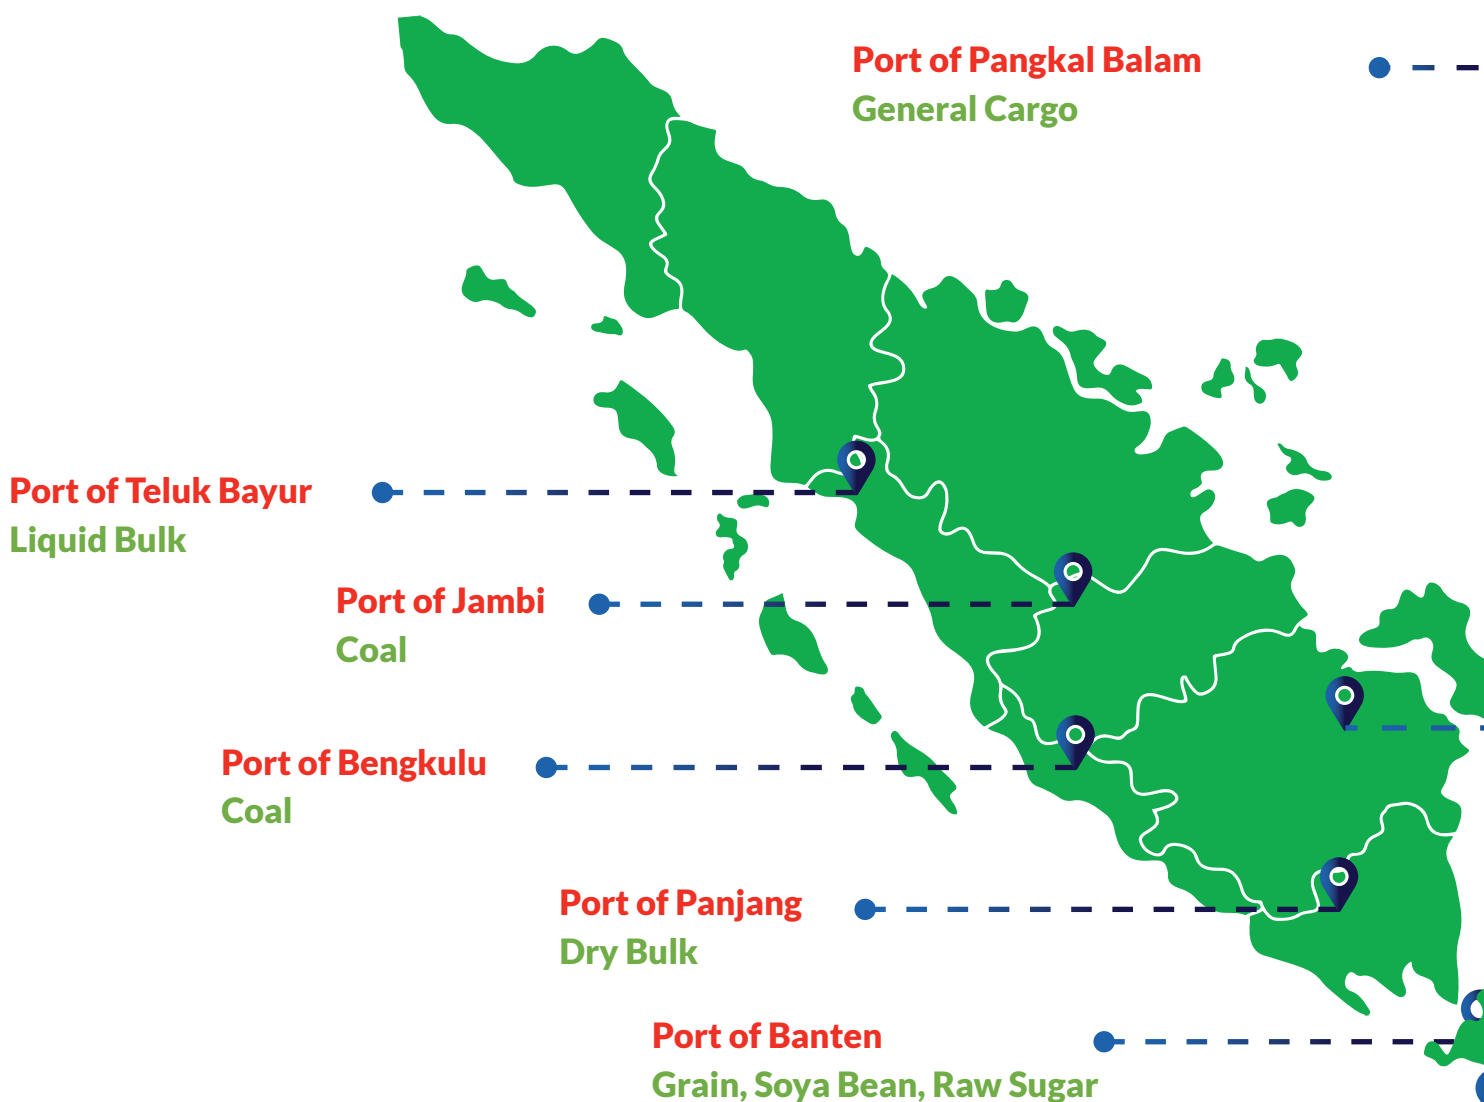 Port of Pangkal Balam
General Cargo
Port of Teluk Bayur
Liquid Bulk
Port of Jambi
Coal
Port of Bengkulu
Coal
Port of Panjang
Dry Bulk
Port of Banten
Grain, Soya Bean, Raw Sugar